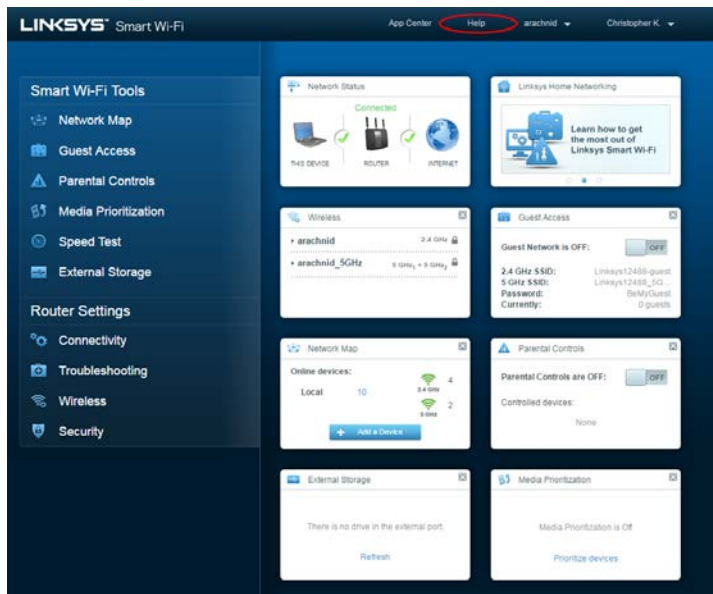 LINKSYS Smart Wi-Fi
App Center
Help
arachnid
Christopher K.
Smart Wi-Fi Tools
Network Map
Guest Access
Parental Controls
Media Prioritization
Speed Test
External Storage
Router Settings
Connectivity
Troubleshooting
Wireless
Security
Network Status
Connected
THIS DEVICE
ROUTER
INTERNET
Linksys Home Networking
Learn how to get
the most out of
Linksys Smart Wi-Fi
Wireless
arachnid 2.4 GHz
arachnid_5GHz 5 GHz1 + 5 GHz2
Guest Access
Guest Network is OFF: OFF
2.4 GHz SSID: Linksys12488-guest
5 GHz SSID: Linksys12488_5G...
Password: BeMyGuest
Currently: 0 guests
Network Map
Online devices:
Local 10
4
2.4 GHz
2
5 GHz
Add a Device
Parental Controls
Parental Controls are OFF: OFF
Controlled devices:
None
External Storage
There is no drive in the external port.
Refresh
Media Prioritization
Media Prioritization is Off
Prioritize devices